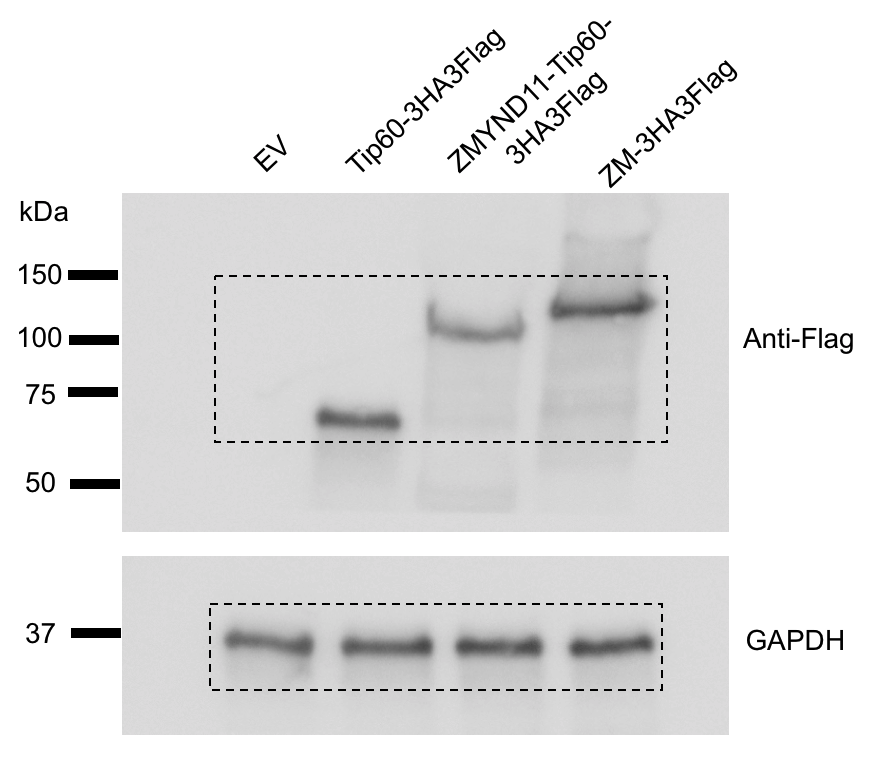 EV
Tip60-3HA3Flag
ZMYND11-Tip60-
3HA3Flag
ZM-3HA3Flag
kDa
150
100
75
50
Anti-Flag
37
GAPDH